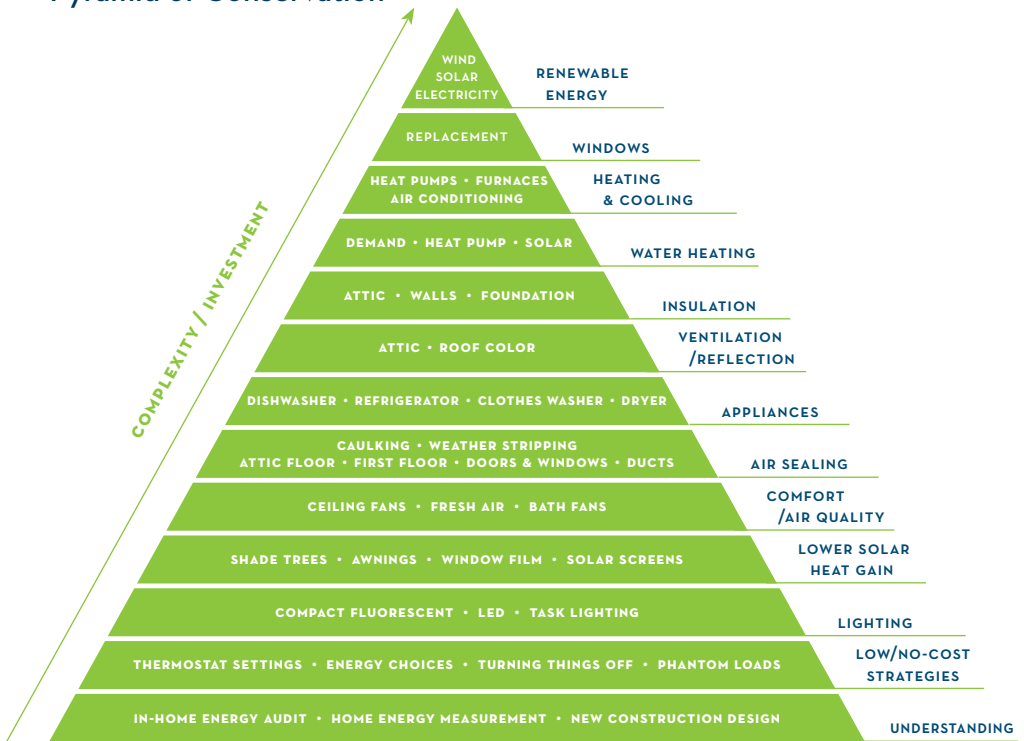 Pyramid of Conservation
WIND
SOLAR
ELECTRICITY
RENEWABLE
ENERGY
REPLACEMENT
WINDOWS
HEAT PUMPS • FURNACES
AIR CONDITIONING
HEATING
& COOLING
DEMAND • HEAT PUMP • SOLAR
WATER HEATING
ATTIC • WALLS • FOUNDATION
INSULATION
ATTIC • ROOF COLOR
VENTILATION
/REFLECTION
DISHWASHER • REFRIGERATOR • CLOTHES WASHER • DRYER
APPLIANCES
CAULKING • WEATHER STRIPPING
ATTIC FLOOR • FIRST FLOOR • DOORS & WINDOWS • DUCTS
AIR SEALING
CEILING FANS • FRESH AIR • BATH FANS
COMFORT
/AIR QUALITY
SHADE TREES • AWNINGS • WINDOW FILM • SOLAR SCREENS
LOWER SOLAR
HEAT GAIN
COMPACT FLUORESCENT • LED • TASK LIGHTING
LIGHTING
THERMOSTAT SETTINGS • ENERGY CHOICES • TURNING THINGS OFF • PHANTOM LOADS
LOW/NO-COST
STRATEGIES
IN-HOME ENERGY AUDIT • HOME ENERGY MEASUREMENT • NEW CONSTRUCTION DESIGN
UNDERSTANDING
COMPLEXITY / INVESTMENT